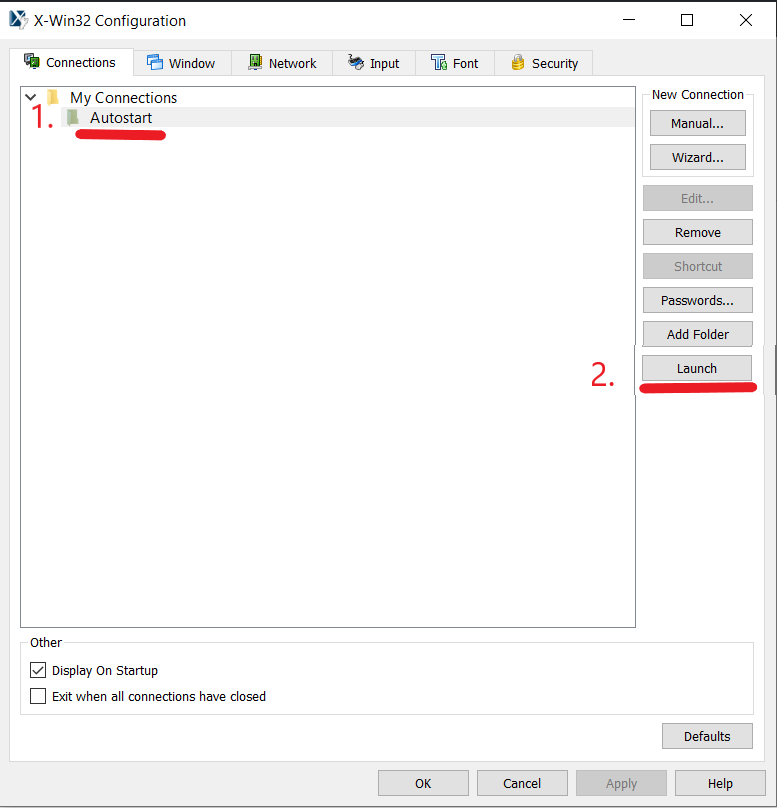 X-Win32 Configuration
Connections
Window
Network
Input
Font
Security
My Connections
1.
Autostart
New Connection
Manual...
Wizard...
Edit...
Remove
Shortcut
Passwords...
Add Folder
2.
Launch
Other
Display On Startup
Exit when all connections have closed
Defaults
OK
Cancel
Apply
Help